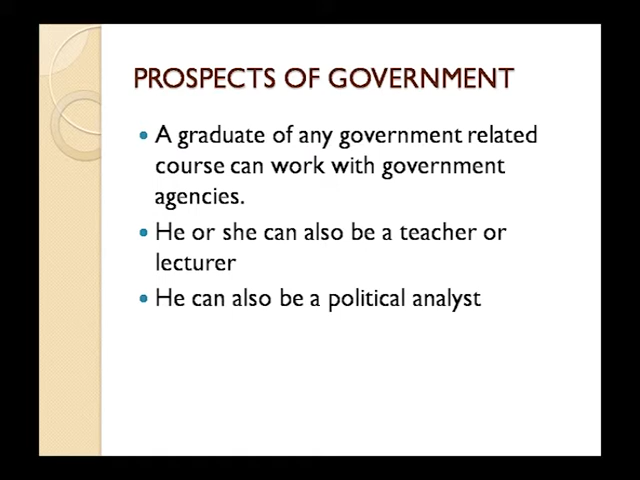 PROSPECTS OF GOVERNMENT
• A graduate of any government related
course can work with government
agencies.
• He or she can also be a teacher or
lecturer
• He can also be a political analyst